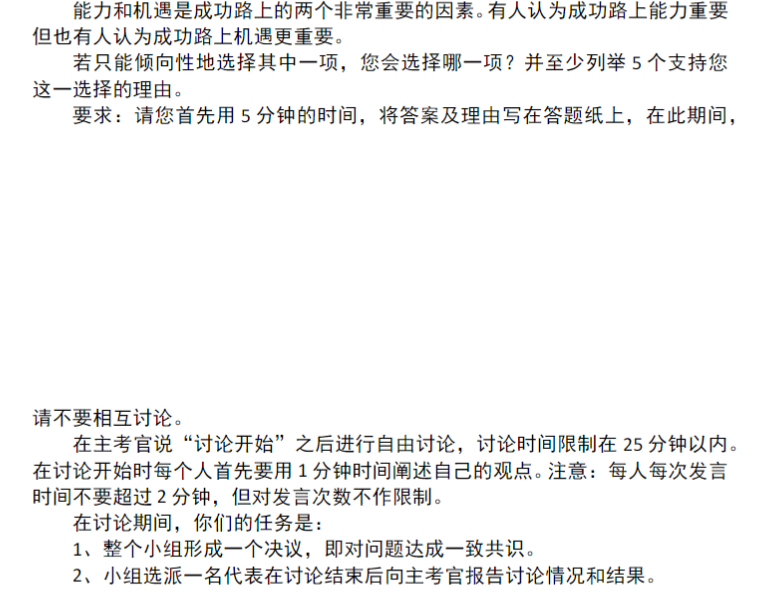 能力和机遇是成功路上的两个非常重要的因素。有人认为成功路上能力重要
但也有人认为成功路上机遇更重要。
若只能倾向性地选择其中一项，您会选择哪一项？并至少列举 5 个支持您
这一选择的理由。
要求：请您首先用 5 分钟的时间，将答案及理由写在答题纸上，在此期间，
请不要相互讨论。
在主考官说“讨论开始”之后进行自由讨论，讨论时间限制在 25 分钟以内。
在讨论开始时每个人首先要用 1 分钟时间阐述自己的观点。注意：每人每次发言
时间不要超过 2 分钟，但对发言次数不作限制。
在讨论期间，你们的任务是：
1、整个小组形成一个决议，即对问题达成一致共识。
2、小组选派一名代表在讨论结束后向主考官报告讨论情况和结果。